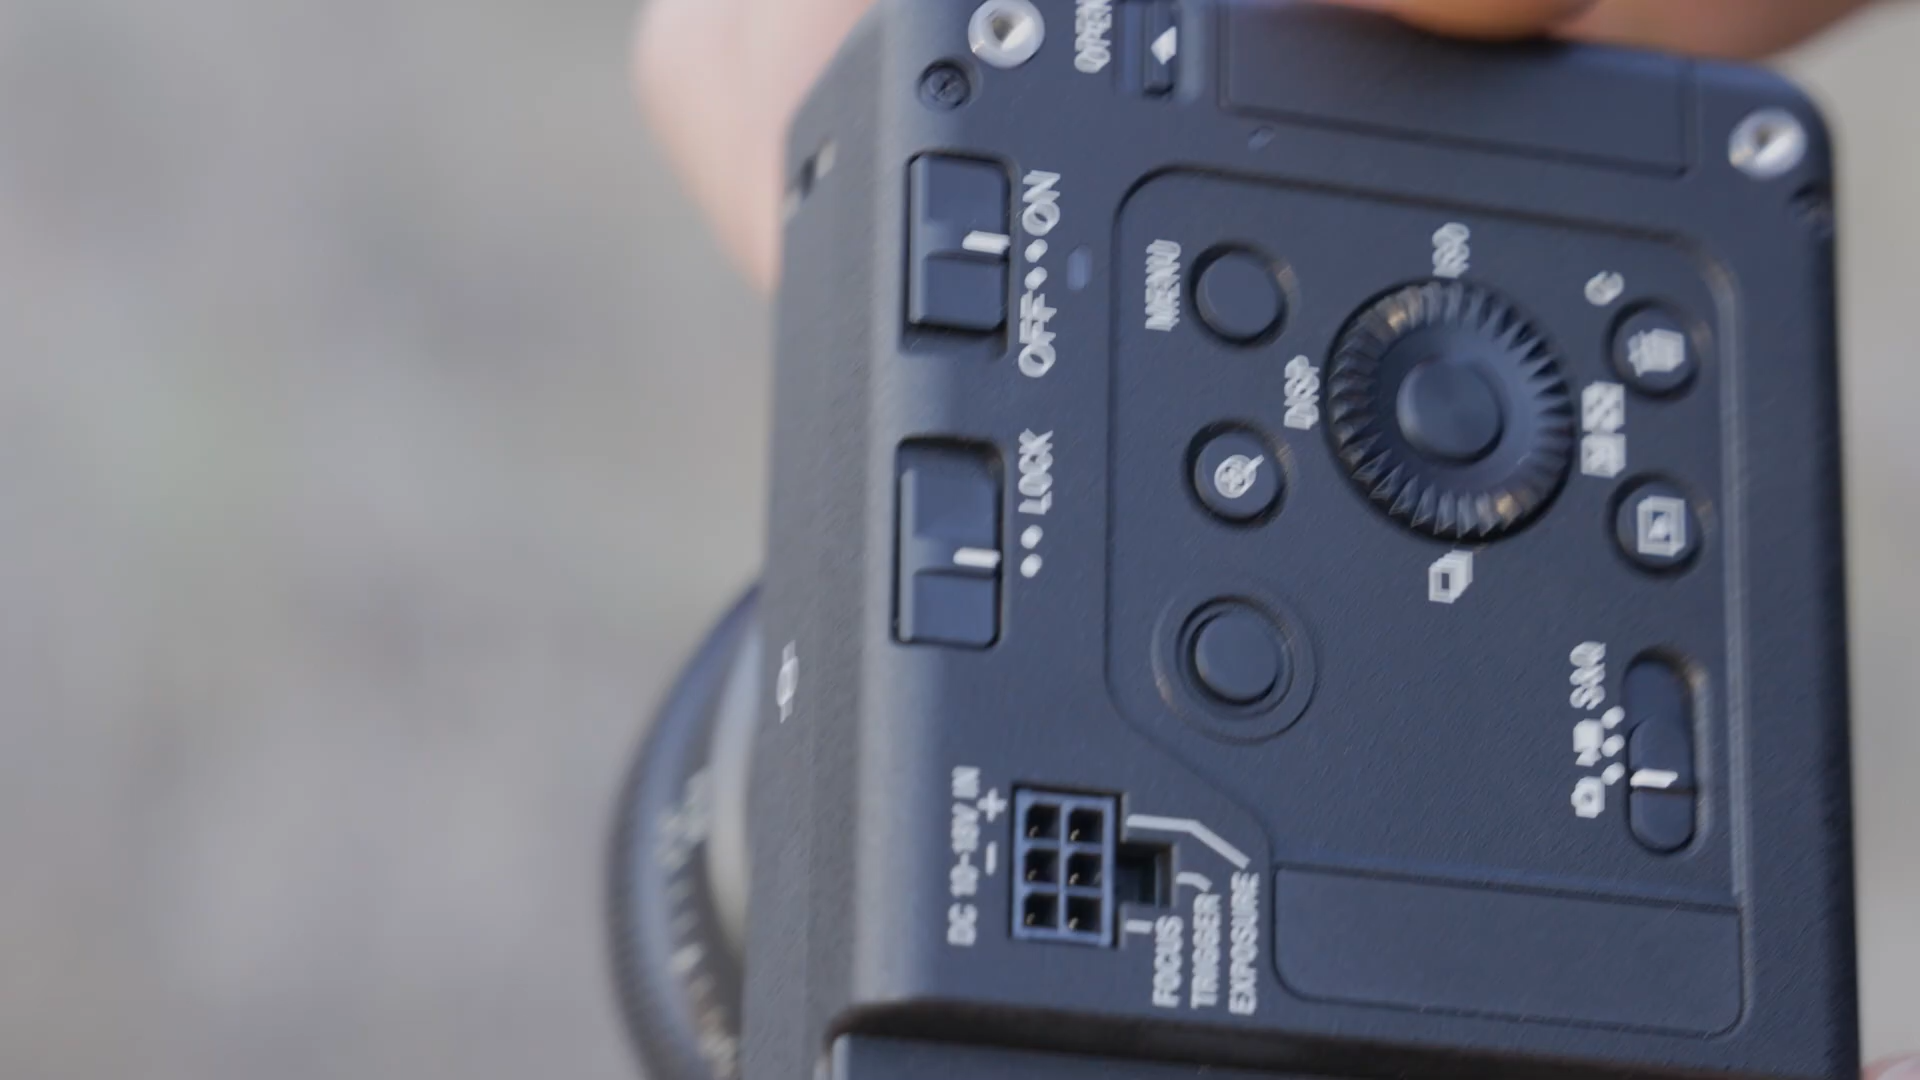 OPEN
OFF ON
LOCK
MENU
ISO
DISP
C
S&Q
DC 10-18V IN
+
-
FOCUS
TRIGGER
EXPOSURE